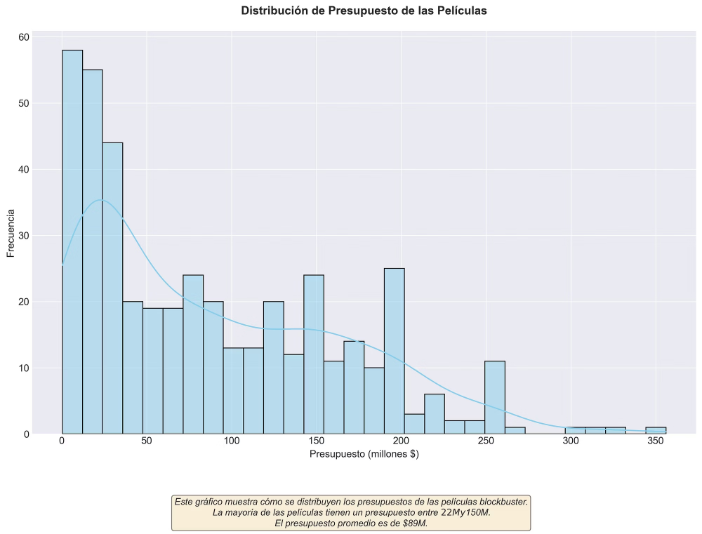 Distribución de Presupuesto de las Películas
60
50
40
30
20
10
0
Frecuencia
0 50 100 150 200 250 300 350
Presupuesto (millones $)
Este gráfico muestra cómo se distribuyen los presupuestos de las películas blockbuster.
La mayoría de las películas tienen un presupuesto entre 22My150M.
El presupuesto promedio es de $89M.